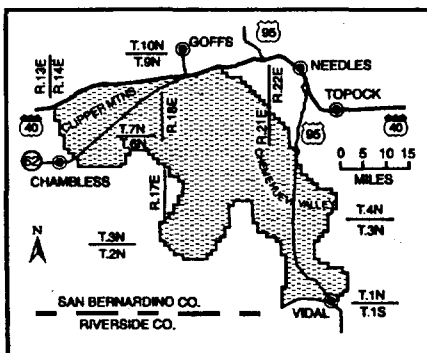 95
T.10N
T.9N
GOFFS
NEEDLES
R.13E
R.14E
R.22E
TOPOCK
CLIPPER MTNS
R.18E
R.21E
40
T.7N
T.6N
95
40
62
CHAMBLESS
0 5 10 15
MILES
R.17E
CHEMEHUEVI VALLEY
T.4N
T.3N
T.3N
T.2N
N
SAN BERNARDINO CO.
RIVERSIDE CO.
VIDAL
T.1N
T.1S